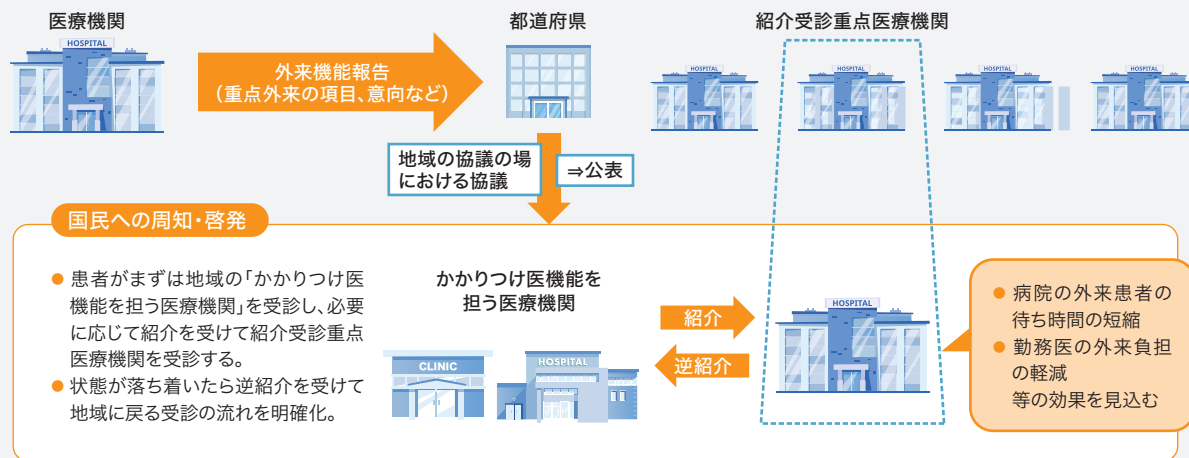 医療機関
HOSPITAL
外来機能報告
（重点外来の項目、意向など）
都道府県
紹介受診重点医療機関
HOSPITAL
HOSPITAL
HOSPITAL
HOSPITAL
地域の協議の場
における協議
⇒公表
国民への周知・啓発
● 患者がまずは地域の「かかりつけ医
機能を担う医療機関」を受診し、必要
に応じて紹介を受けて紹介受診重点
医療機関を受診する。
● 状態が落ち着いたら逆紹介を受けて
地域に戻る受診の流れを明確化。
かかりつけ医機能を
担う医療機関
CLINIC
HOSPITAL
紹介
逆紹介
HOSPITAL
● 病院の外来患者の
待ち時間の短縮
● 勤務医の外来負担
の軽減
等の効果を見込む